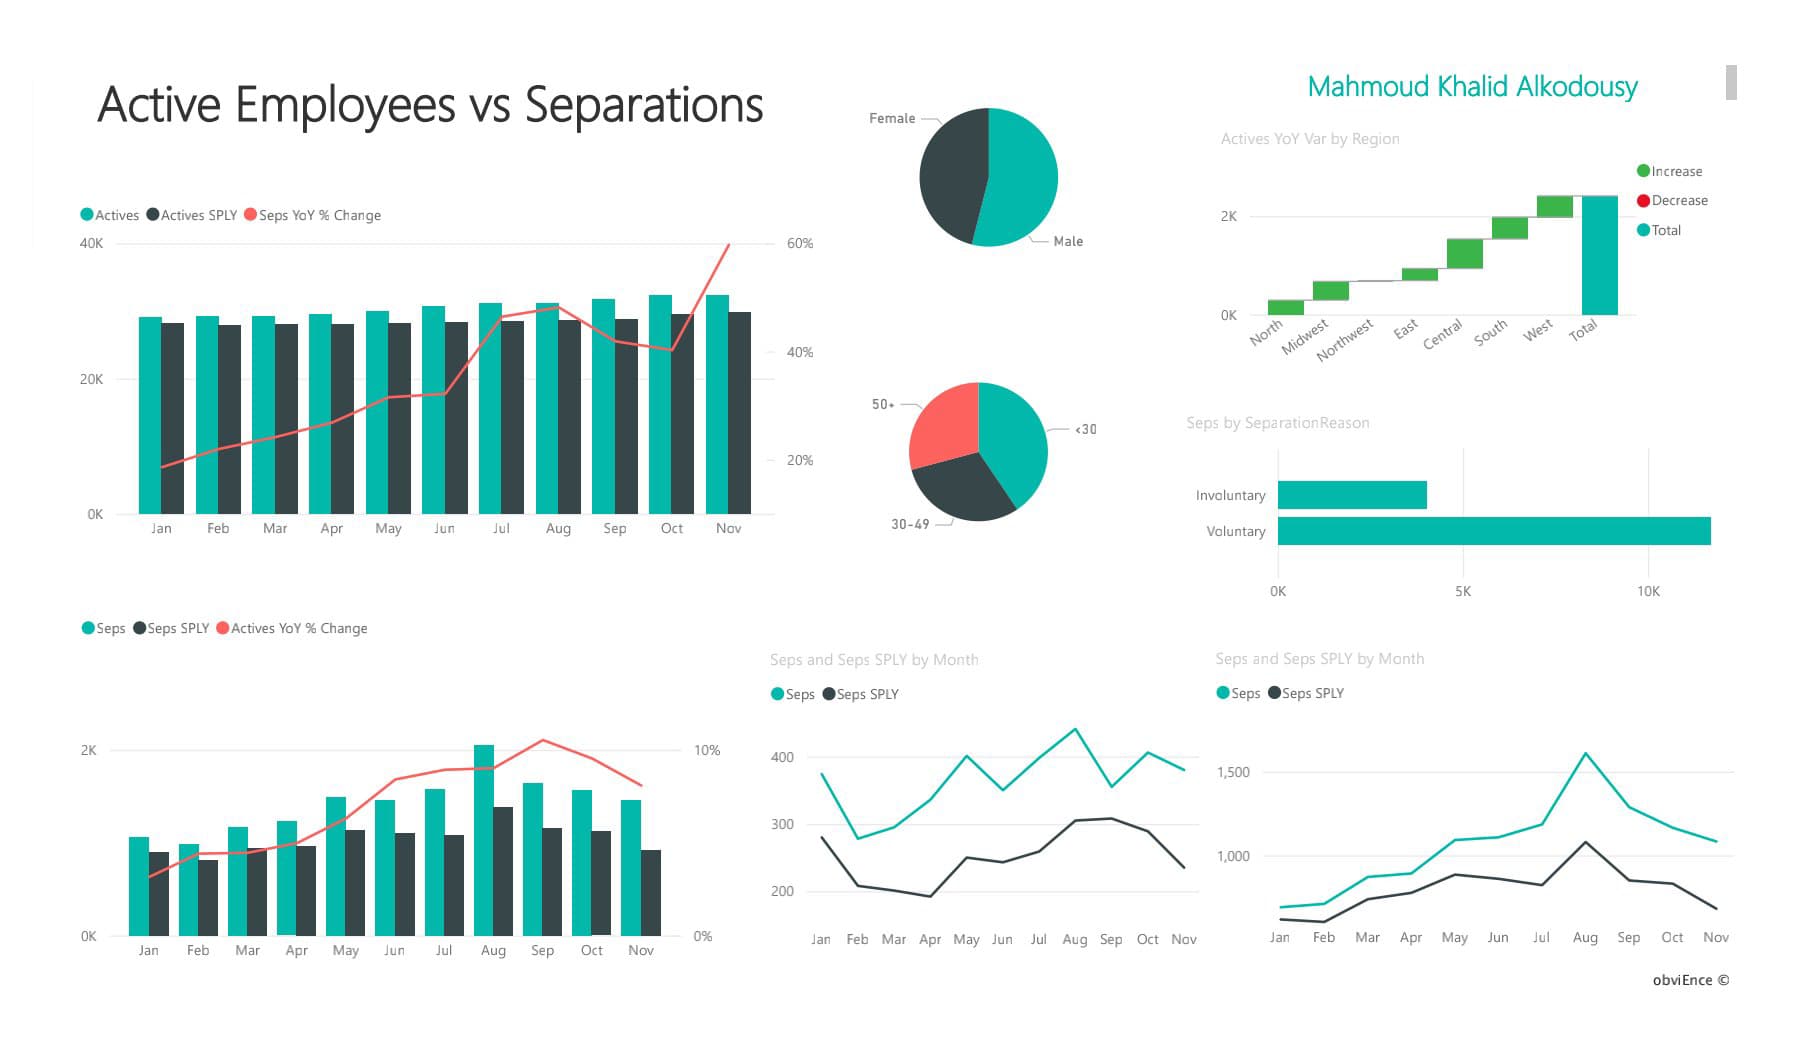 Active Employees vs Separations
Mahmoud Khalid Alkodousy
Actives Actives SPLY Seps YoY % Change
40K
20K
0K
60%
40%
20%
Jan Feb Mar Apr May Jun Jul Aug Sep Oct Nov
Female
Male
50+
<30
30-49
Actives YoY Var by Region
Increase
Decrease
Total
2K
0K
North Midwest Northwest East Central South West Total
Seps by SeparationReason
Involuntary
Voluntary
0K 5K 10K
Seps Seps SPLY Actives YoY % Change
2K
0K
10%
0%
Jan Feb Mar Apr May Jun Jul Aug Sep Oct Nov
Seps and Seps SPLY by Month
Seps Seps SPLY
400
300
200
Jan Feb Mar Apr May Jun Jul Aug Sep Oct Nov
Seps and Seps SPLY by Month
Seps Seps SPLY
1,500
1,000
Jan Feb Mar Apr May Jun Jul Aug Sep Oct Nov
obviEnce ©